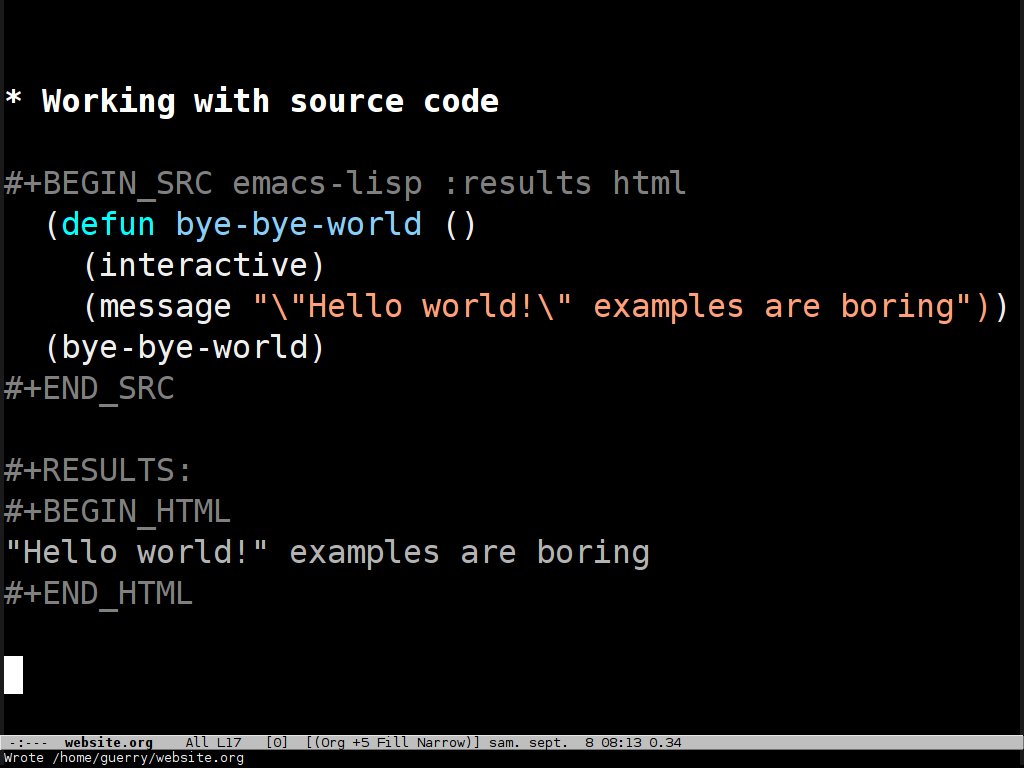 * Working with source code
#+BEGIN_SRC emacs-lisp :results html
(defun bye-bye-world ()
(interactive)
(message "\"Hello world!\" examples are boring"))
(bye-bye-world)
#+END_SRC
#+RESULTS:
#+BEGIN_HTML
"Hello world!" examples are boring
#+END_HTML
-:--- website.org All L17 [0] [(Org +5 Fill Narrow)] sam. sept. 8 08:13 0.34
Wrote /home/guerry/website.org